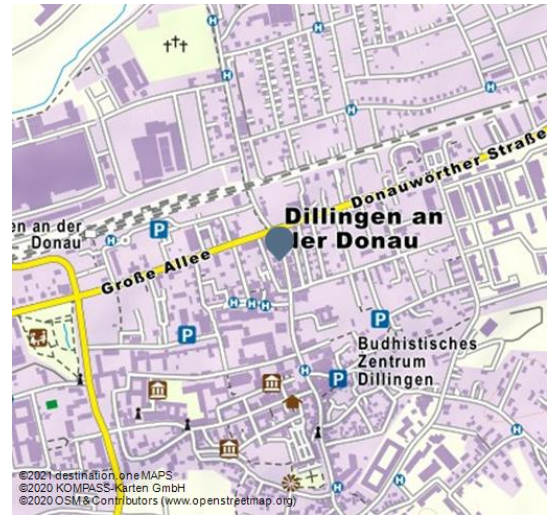 Donauwörther Straße
Dillingen an
der Donau
en an der
Donau
P
Große Allee
H
H
H
H
H
H
H
H
H
H
H
P
P
P
Budhistisches
Zentrum
Dillingen
©2021 destination.one MAPS
©2020 KOMPASS-Karten GmbH
©2020 OSM & Contributors (www.openstreetmap.org)